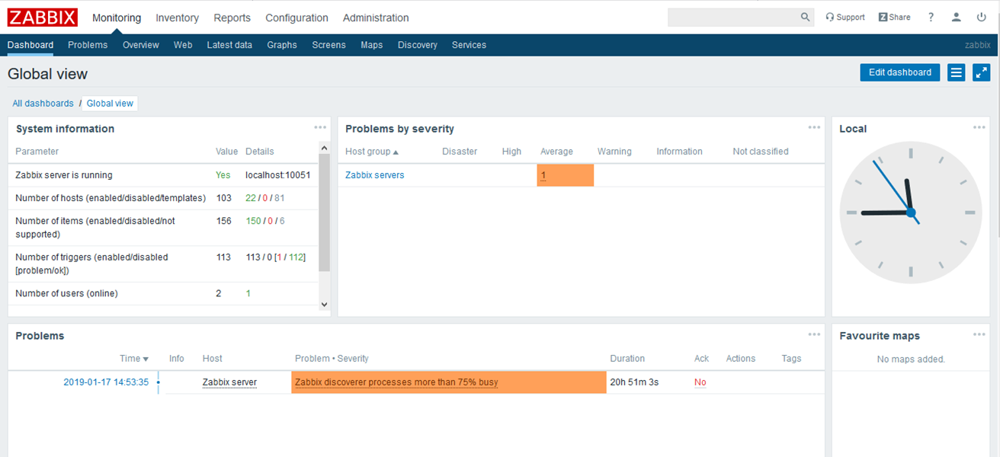 ZABBIX Monitoring Inventory Reports Configuration Administration Support Z Share ?
Dashboard Problems Overview Web Latest data Graphs Screens Maps Discovery Services zabbix
Global view Edit dashboard
All dashboards / Global view
System information
Parameter Value Details
Zabbix server is running Yes localhost:10051
Number of hosts (enabled/disabled/templates) 103 22 / 0 / 81
Number of items (enabled/disabled/not 156 150 / 0 / 6
supported)
Number of triggers (enabled/disabled 113 113 / 0 [1 / 112]
[problem/ok])
Number of users (online) 2 1
Problems by severity
Host group Disaster High Average Warning Information Not classified
Zabbix servers 1
Local
Problems
Time Info Host Problem • Severity Duration Ack Actions Tags
2019-01-17 14:53:35 Zabbix server Zabbix discoverer processes more than 75% busy 20h 51m 3s No
Favourite maps
No maps added.